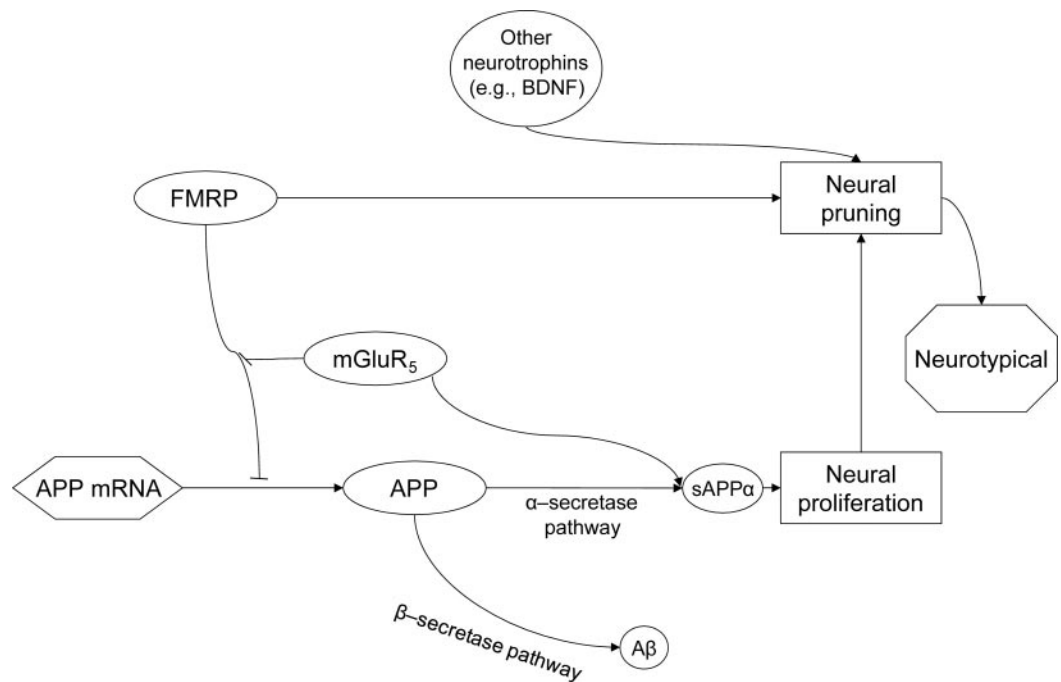 Other
neurotrophins
(e.g., BDNF)
FMRP
Neural
pruning
mGluR₅
Neurotypical
APP mRNA
APP
α–secretase
pathway
sAPPα
Neural
proliferation
β–secretase pathway
Aβ